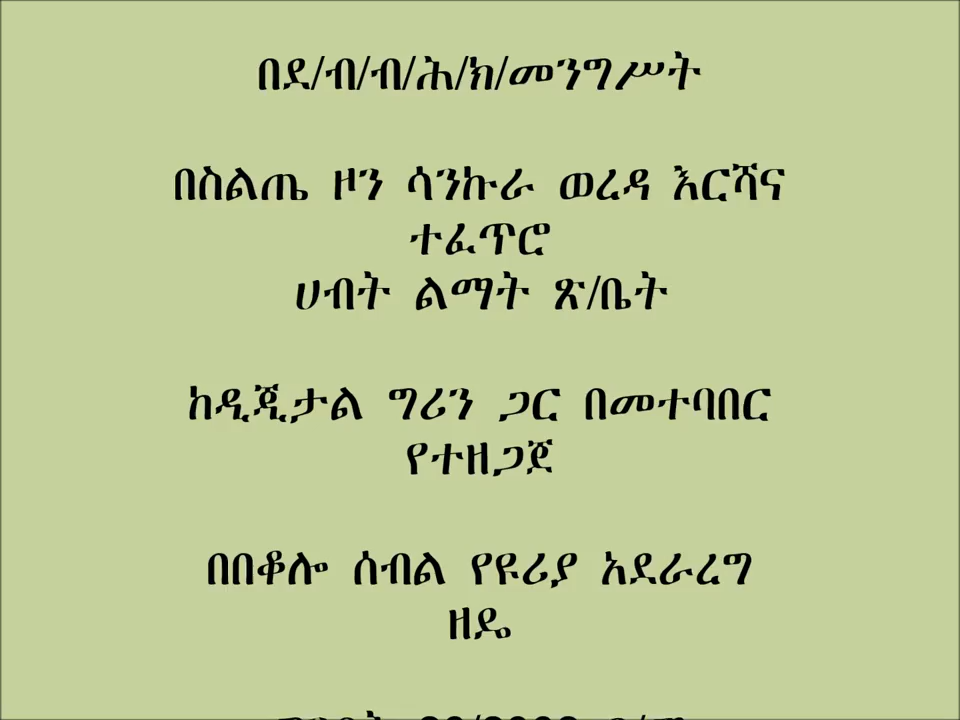 በደ/ብ/ብ/ሕ/ክ/መንግሥት
በስልጤ ዞን ሳንኩራ ወረዳ እርሻና
ተፈጥሮ
ሀብት ልማት ጽ/ቤት
ከዲጂታል ግሪን ጋር በመተባበር
የተዘጋጀ
በበቆሎ ሰብል የዩሪያ አደራረግ
ዘዴ